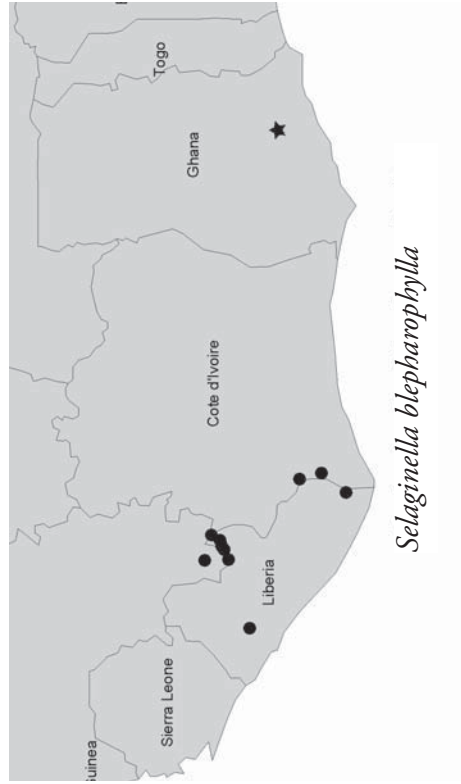 Togo
Ghana
Cote d'Ivoire
Liberia
Sierra Leone
Guinea
Selaginella blepharophylla